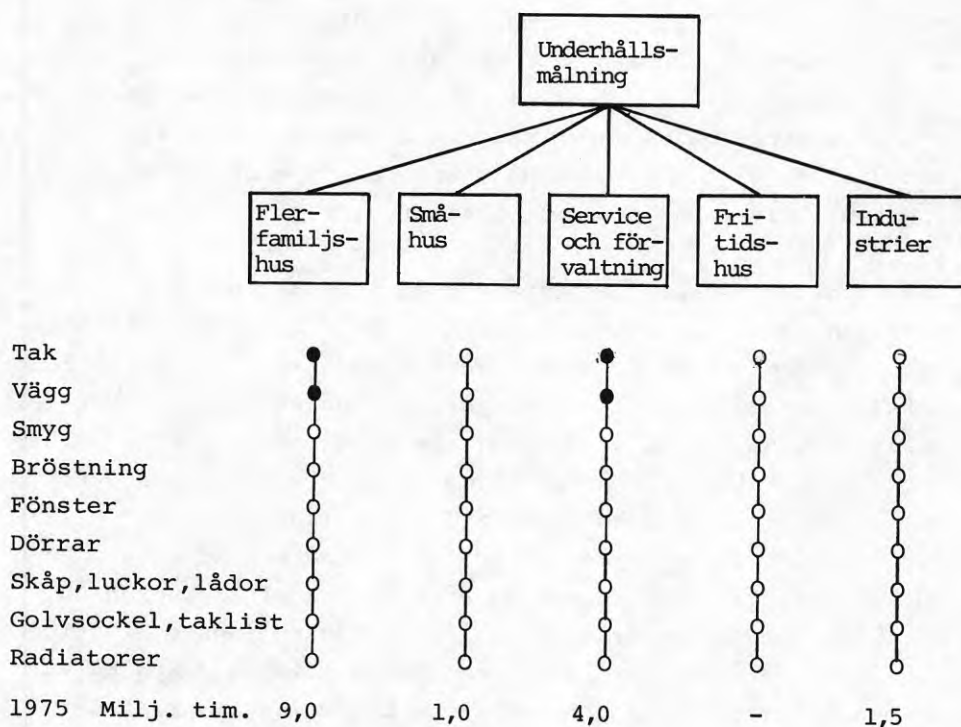 Underhålls-
målning
Fler-
familjs-
hus
Små-
hus
Service
och för-
valtning
Fri-
tids-
hus
Indu-
strier
Tak
Vägg
Smyg
Bröstning
Fönster
Dörrar
Skåp,luckor,lådor
Golvsockel,taklist
Radiatorer
1975 Milj. tim. 9,0 1,0 4,0 – 1,5